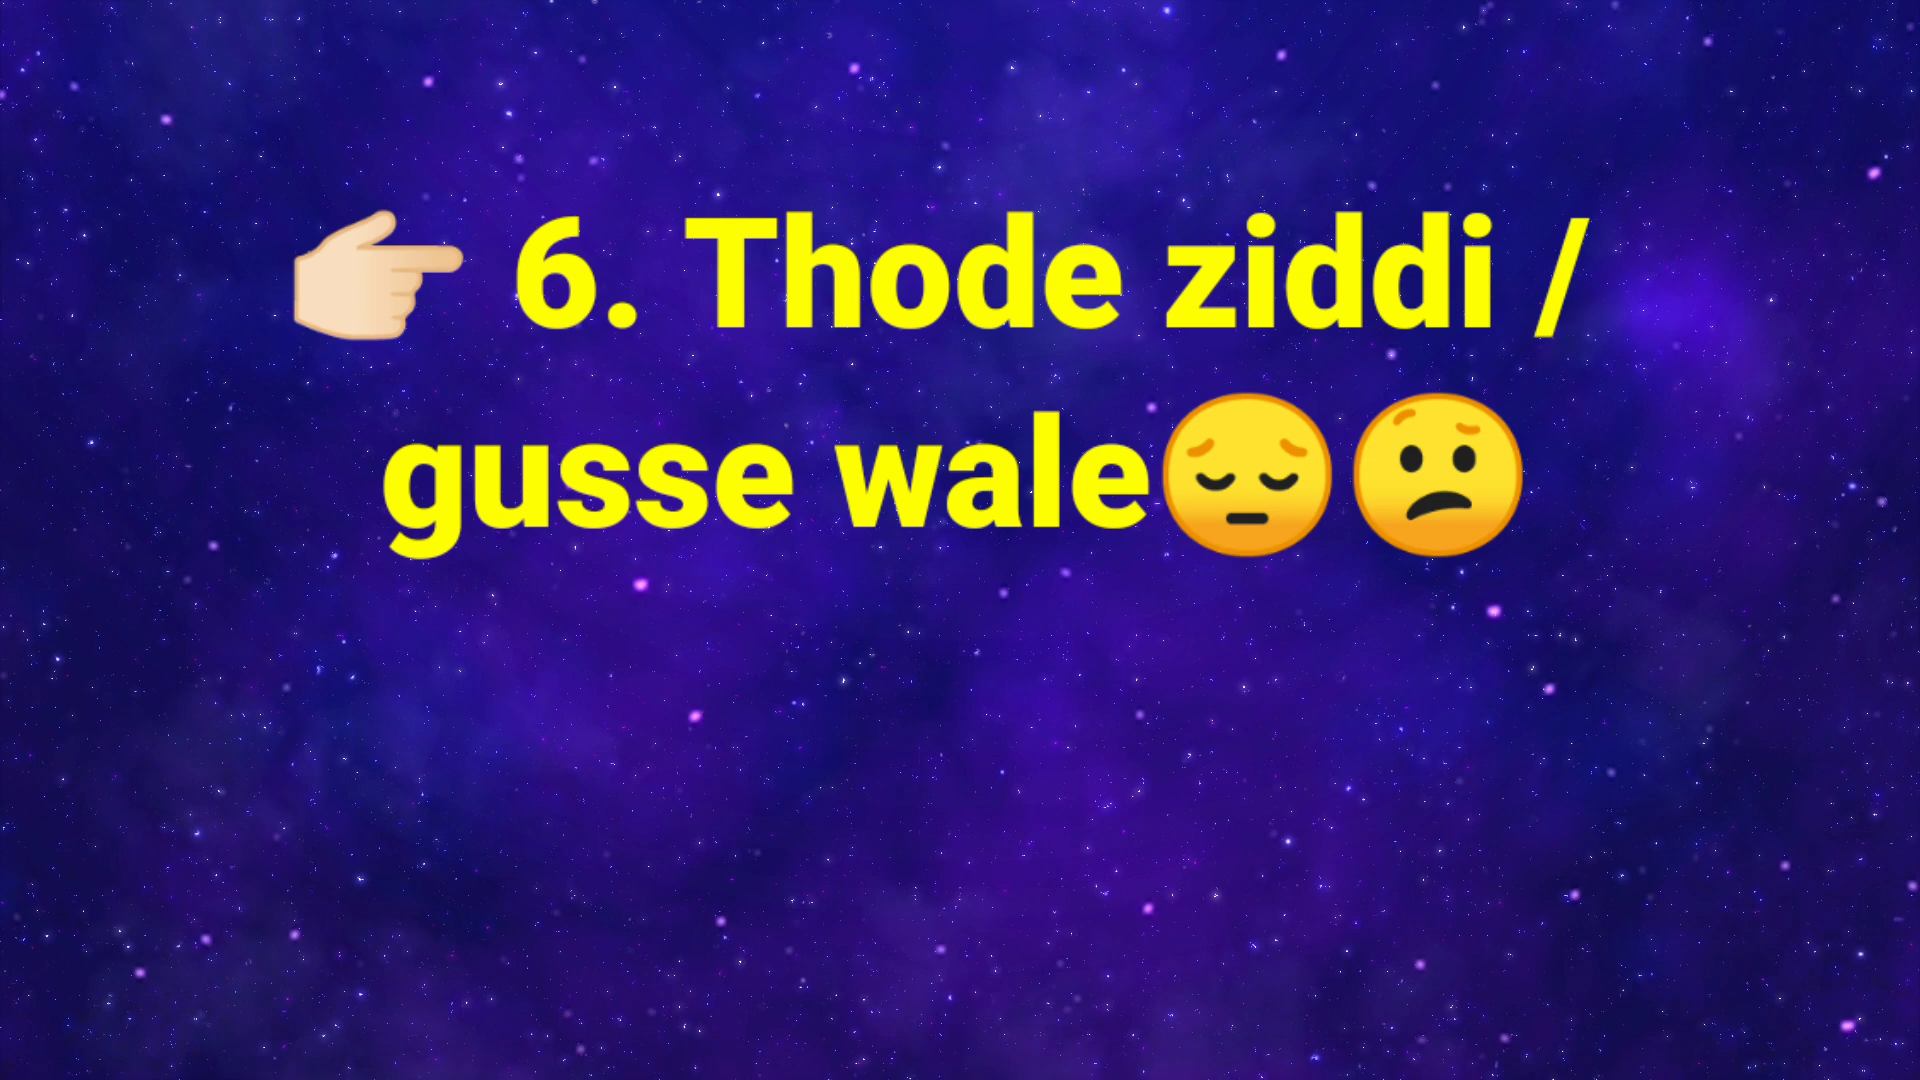 👉🏻 6. Thode ziddi /
gusse wale😔😕